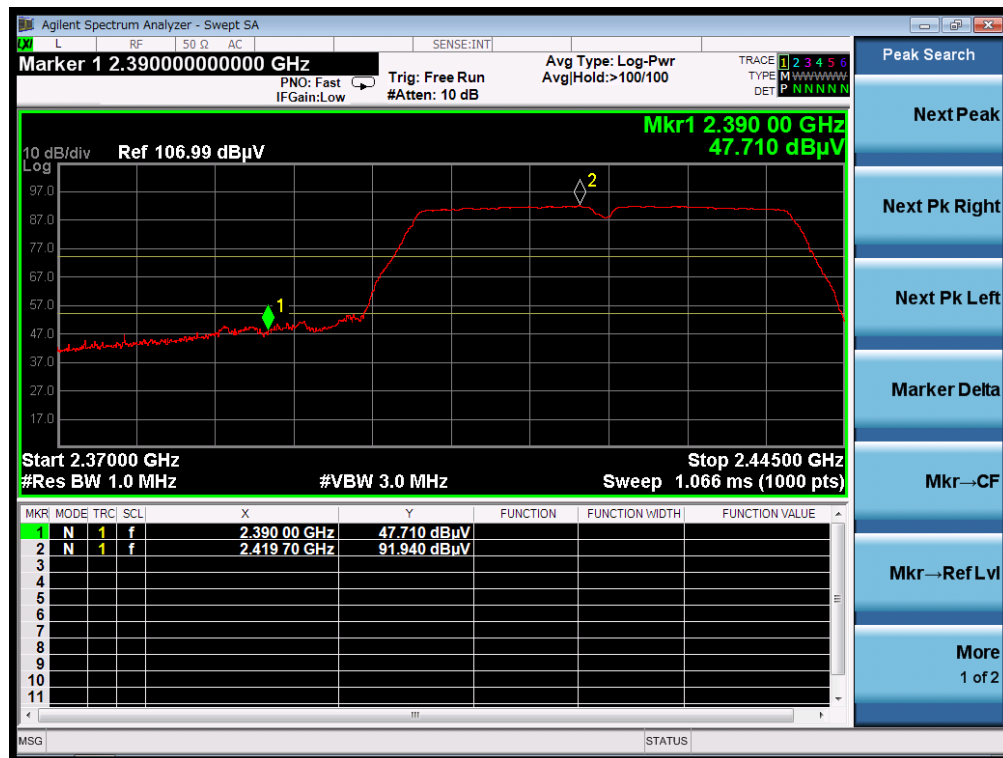 Agilent Spectrum Analyzer - Swept SA
LXI L RF 50 Ω AC SENSE:INT
Marker 1 2.390000000000 GHz
PNO: Fast
IFGain:Low
Trig: Free Run
#Atten: 10 dB
Avg Type: Log-Pwr
Avg|Hold:>100/100
TRACE 1 2 3 4 5 6
TYPE M WWWWW
DET P N N N N N
Mkr1 2.390 00 GHz
47.710 dBµV
10 dB/div Ref 106.99 dBµV
Log
97.0
87.0
77.0
67.0
57.0
47.0
37.0
27.0
17.0
2
1
Start 2.37000 GHz Stop 2.44500 GHz
#Res BW 1.0 MHz #VBW 3.0 MHz Sweep 1.066 ms (1000 pts)
MKR MODE TRC SCL X Y FUNCTION FUNCTION WIDTH FUNCTION VALUE
1 N 1 f 2.390 00 GHz 47.710 dBµV
2 N 1 f 2.419 70 GHz 91.940 dBµV
3
4
5
6
7
8
9
10
11
MSG STATUS
Peak Search
Next Peak
Next Pk Right
Next Pk Left
Marker Delta
Mkr→CF
Mkr→Ref Lvl
More
1 of 2